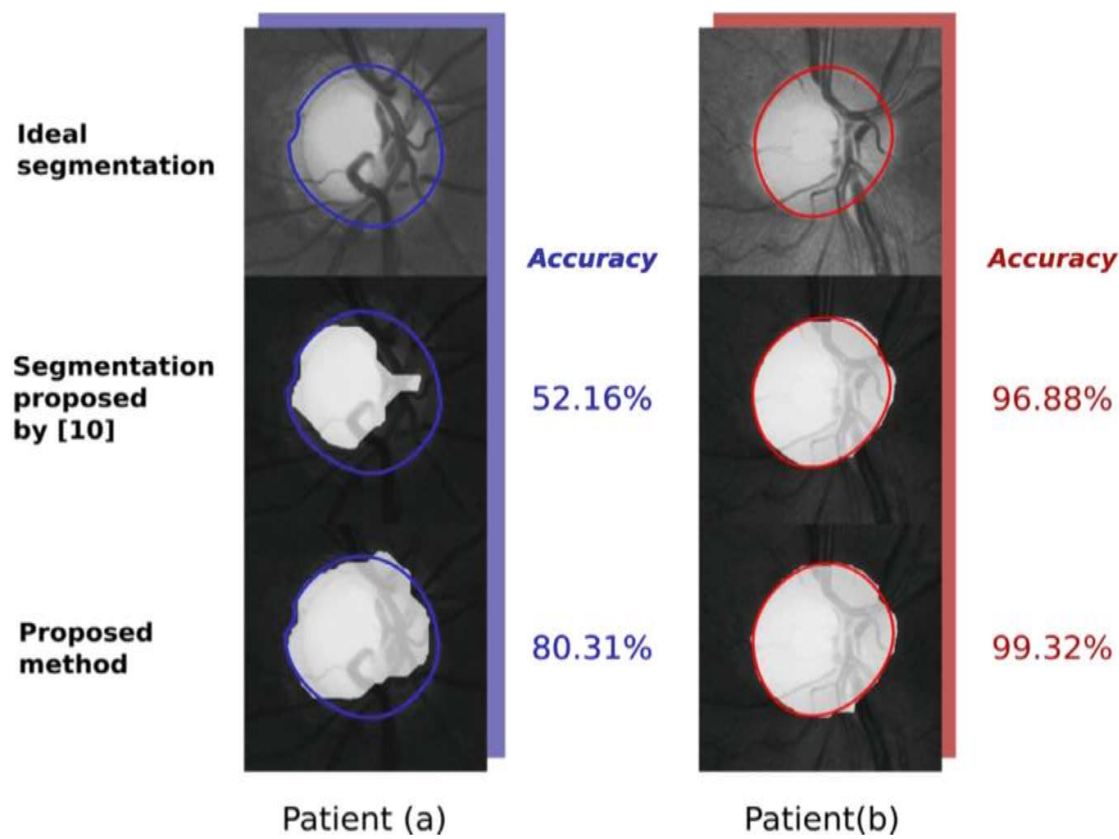 Ideal
segmentation
Accuracy
Accuracy
Segmentation
proposed
by [10]
52.16%
96.88%
Proposed
method
80.31%
99.32%
Patient (a)
Patient(b)